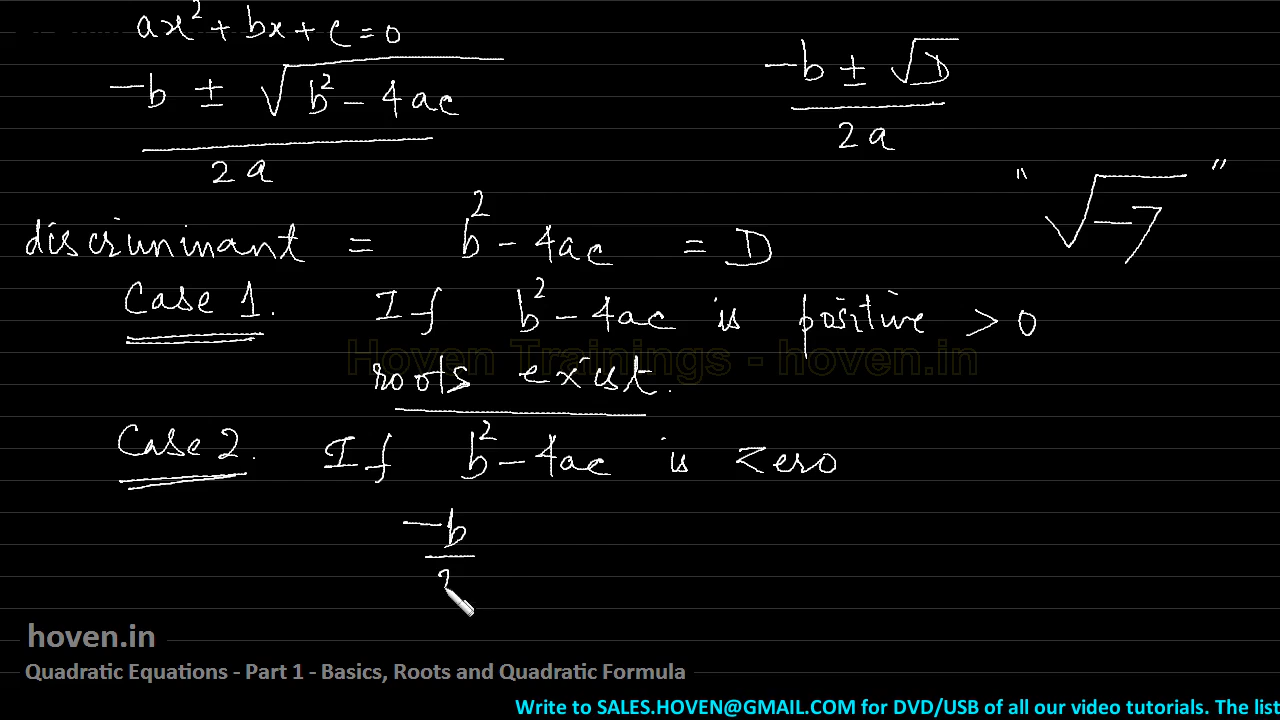 ax² + bx + c = 0
-b ± √(b² - 4ac)
2a
-b ± √D
2a
" √-7 "
discriminant = b² - 4ac = D
Case 1. If b² - 4ac is positive > 0
Hoven Trainings - hoven.in
roots exist.
Case 2. If b² - 4ac is zero
-b
2
hoven.in
Quadratic Equations - Part 1 - Basics, Roots and Quadratic Formula
Write to SALES.HOVEN@GMAIL.COM for DVD/USB of all our video tutorials. The list